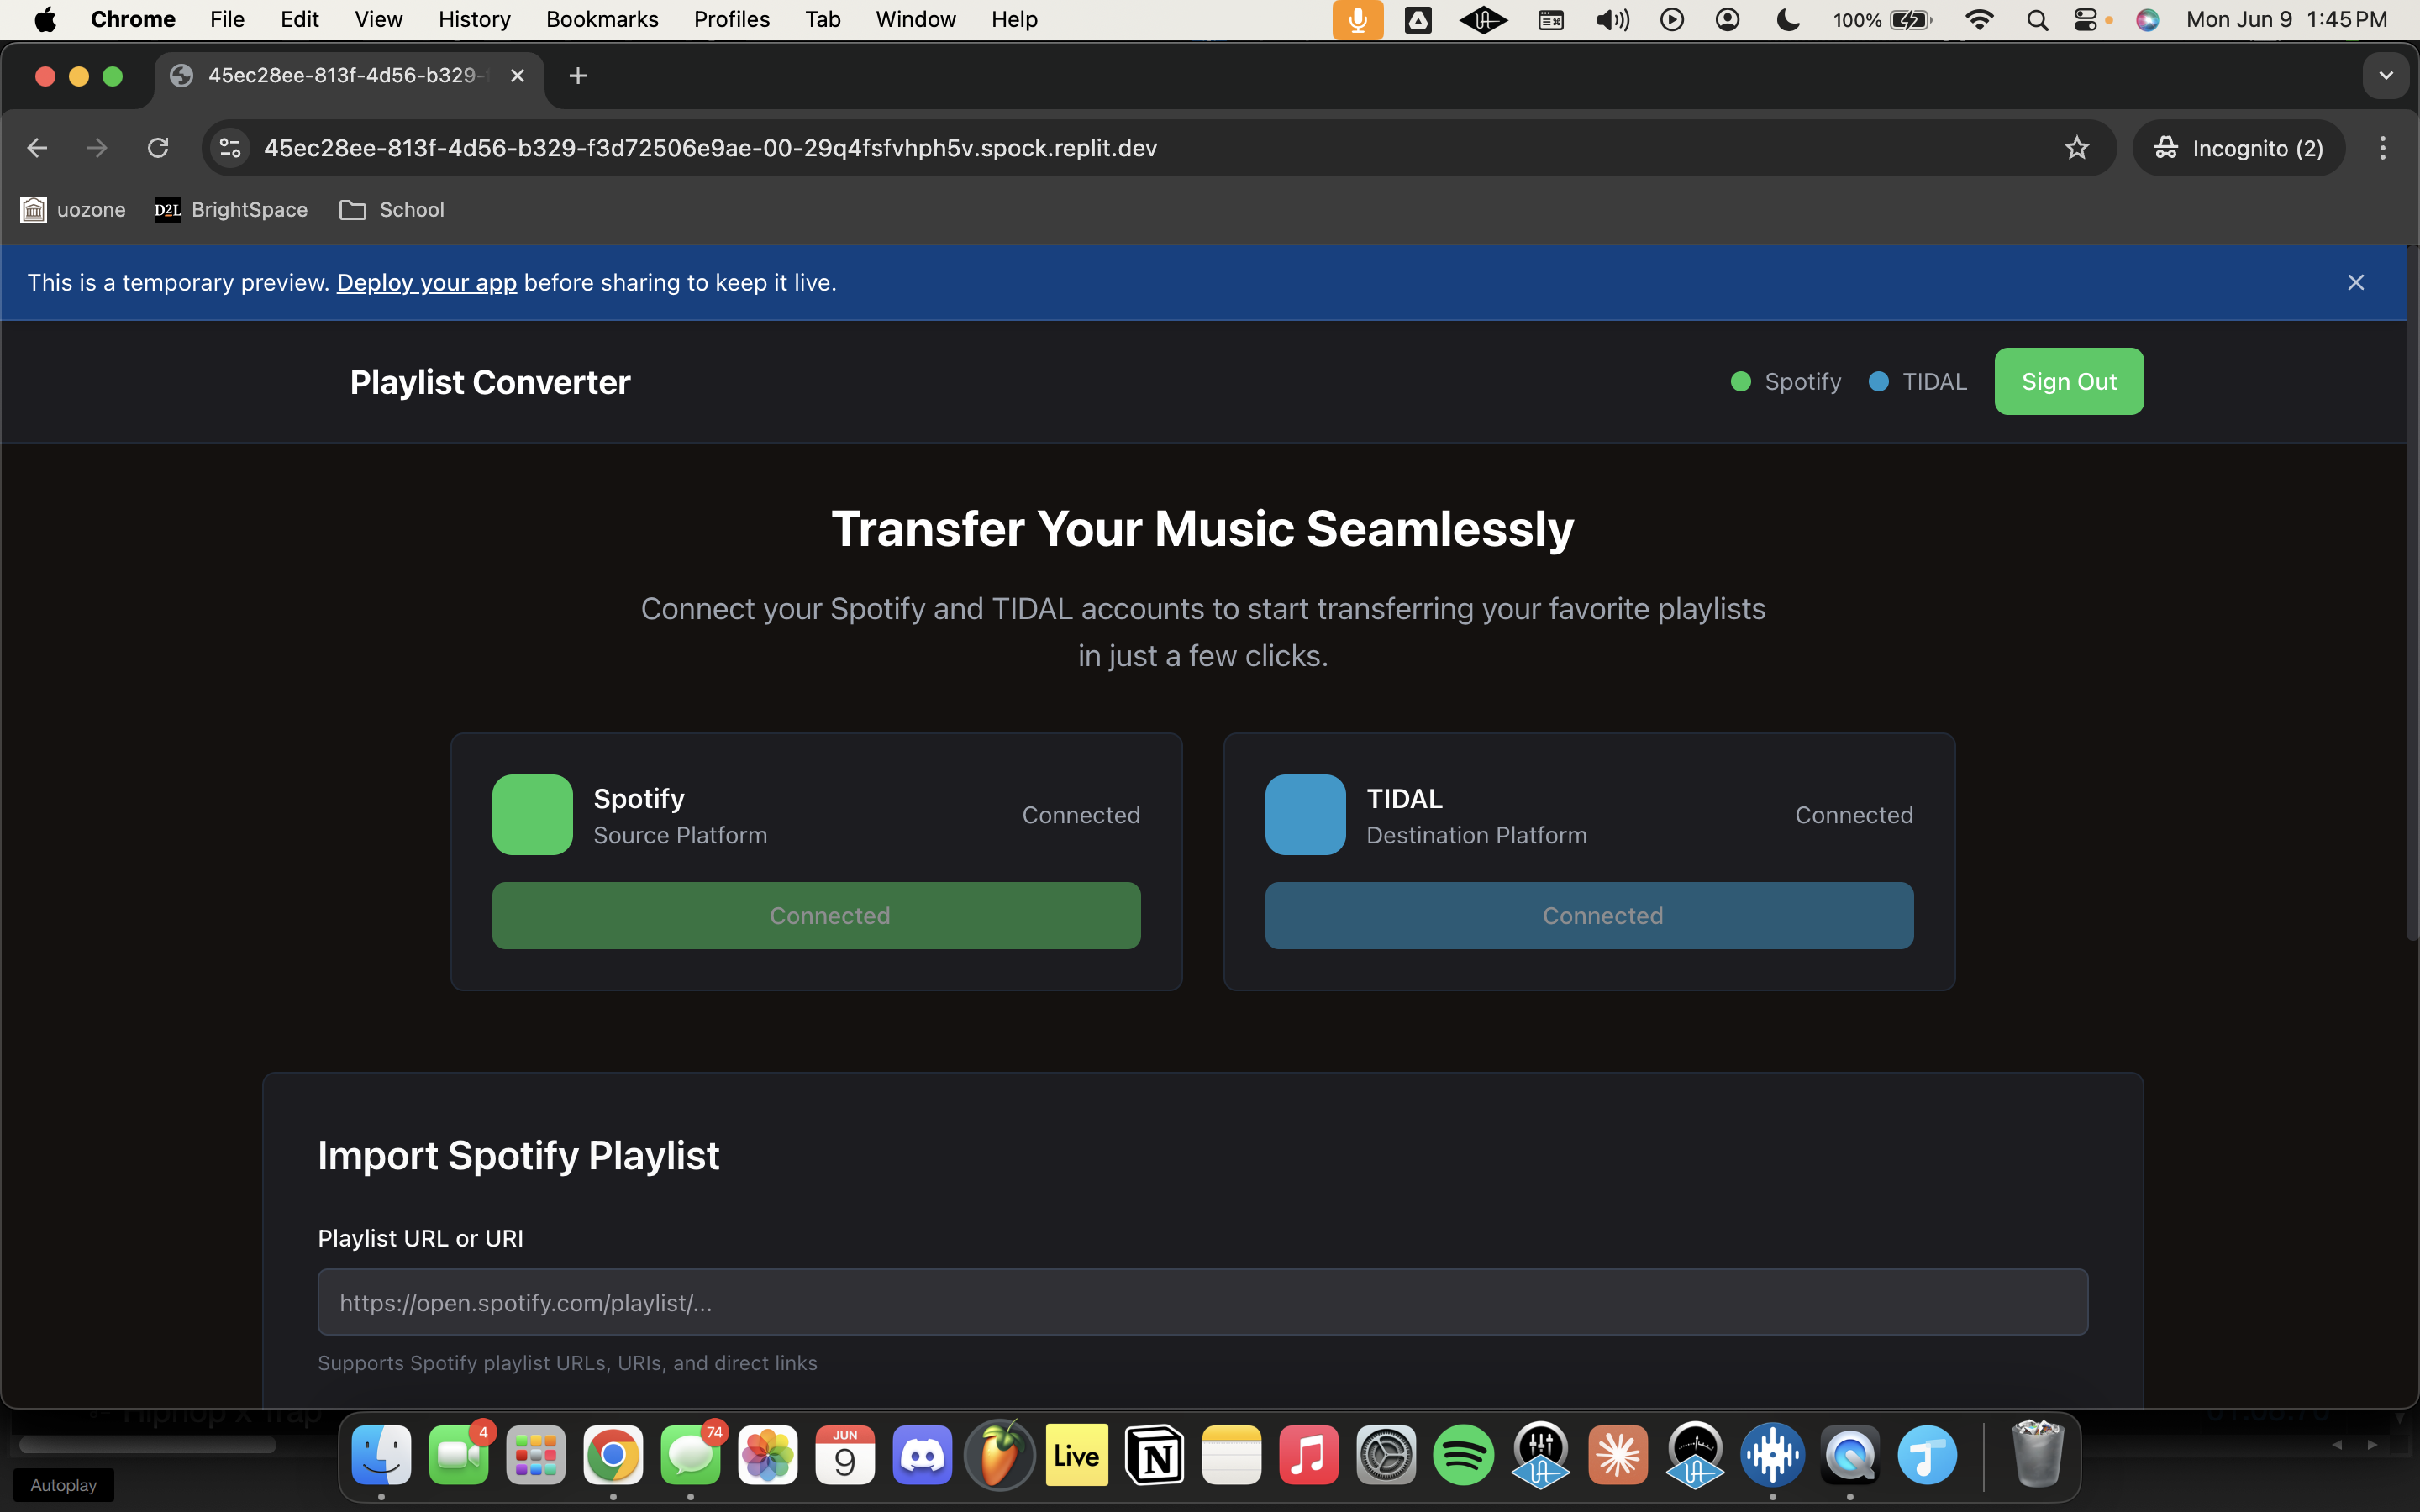 Chrome File Edit View History Bookmarks Profiles Tab Window Help 100% Mon Jun 9 1:45 PM
45ec28ee-813f-4d56-b329-
45ec28ee-813f-4d56-b329-f3d72506e9ae-00-29q4fsfvhph5v.spock.replit.dev Incognito (2)
uozone D2L BrightSpace School
This is a temporary preview. Deploy your app before sharing to keep it live.
Playlist Converter Spotify TIDAL Sign Out
Transfer Your Music Seamlessly
Connect your Spotify and TIDAL accounts to start transferring your favorite playlists
in just a few clicks.
Spotify
Source Platform
Connected
Connected
TIDAL
Destination Platform
Connected
Connected
Import Spotify Playlist
Playlist URL or URI
https://open.spotify.com/playlist/...
Supports Spotify playlist URLs, URIs, and direct links
4 74 JUN 9 Live
Autoplay